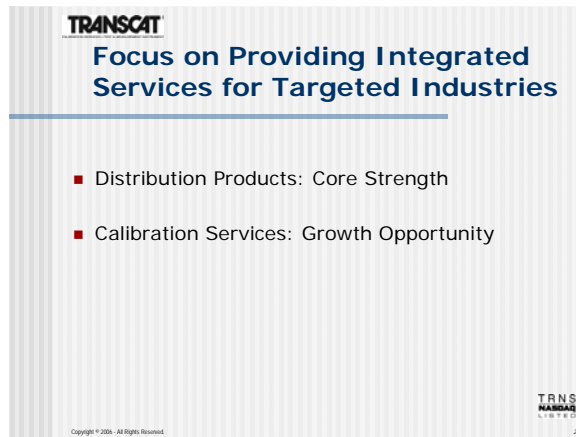 TRANSCAT
Focus on Providing Integrated
Services for Targeted Industries
Distribution Products: Core Strength
Calibration Services: Growth Opportunity
TRNS
NASDAQ
LISTED
Copyright © 2006 - All Rights Reserved.